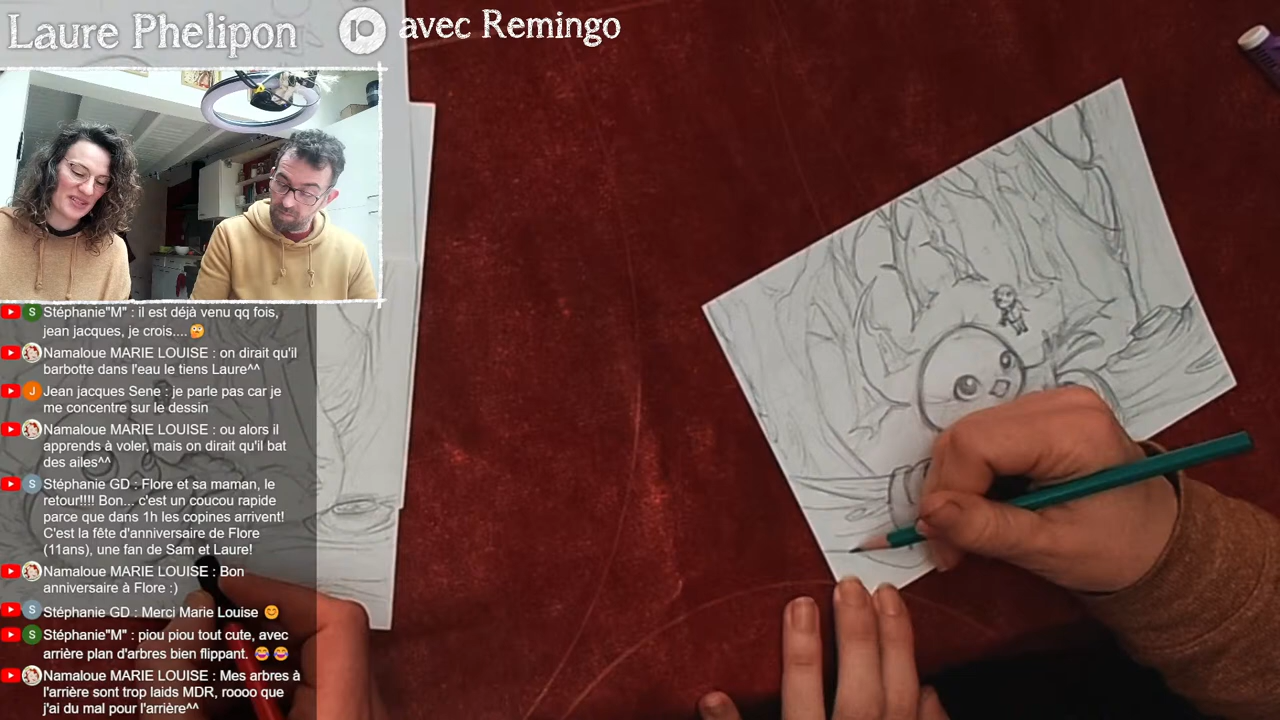 Laure Phelipon avec Remingo
Stéphanie"M" : il est déjà venu qq fois,
jean jacques, je crois.... 🤔
Namaloue MARIE LOUISE : on dirait qu'il
barbotte dans l'eau le tiens Laure^^
Jean jacques Sene : je parle pas car je
me concentre sur le dessin
Namaloue MARIE LOUISE : ou alors il
apprends à voler, mais on dirait qu'il bat
des ailes^^
Stéphanie GD : Flore et sa maman, le
retour!!!! Bon... c'est un coucou rapide
parce que dans 1h les copines arrivent!
C'est la fête d'anniversaire de Flore
(11ans), une fan de Sam et Laure!
Namaloue MARIE LOUISE : Bon
anniversaire à Flore :)
Stéphanie GD : Merci Marie Louise 😊
Stéphanie"M" : piou piou tout cute, avec
arrière plan d'arbres bien flippant. 😂 😂
Namaloue MARIE LOUISE : Mes arbres à
l'arrière sont trop laids MDR, roooo que
j'ai du mal pour l'arrière^^